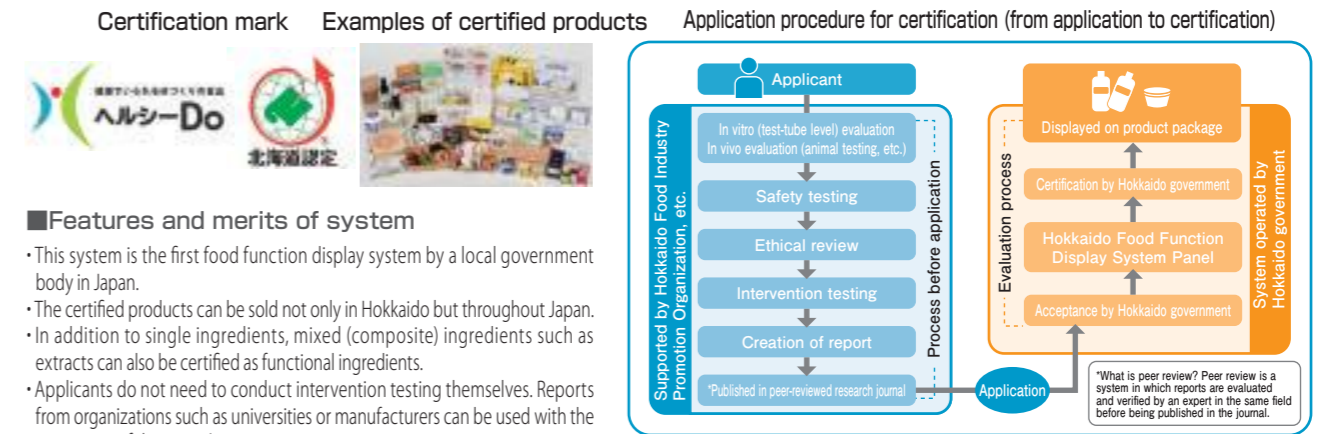 Certification mark
Examples of certified products
健康でいられる体づくりの食品
ヘルシーDo
北海道認定
■Features and merits of system
・This system is the first food function display system by a local government
body in Japan.
・The certified products can be sold not only in Hokkaido but throughout Japan.
・In addition to single ingredients, mixed (composite) ingredients such as
extracts can also be certified as functional ingredients.
・Applicants do not need to conduct intervention testing themselves. Reports
from organizations such as universities or manufacturers can be used with the
Application procedure for certification (from application to certification)
Applicant
Supported by Hokkaido Food Industry
Promotion Organization, etc.
In vitro (test-tube level) evaluation
In vivo evaluation (animal testing, etc.)
Safety testing
Ethical review
Intervention testing
Creation of report
*Published in peer-reviewed research journal
Process before application
Application
Displayed on product package
Evaluation process
Certification by Hokkaido government
Hokkaido Food Function
Display System Panel
Acceptance by Hokkaido government
System operated by
Hokkaido government
*What is peer review? Peer review is a
system in which reports are evaluated
and verified by an expert in the same field
before being published in the journal.